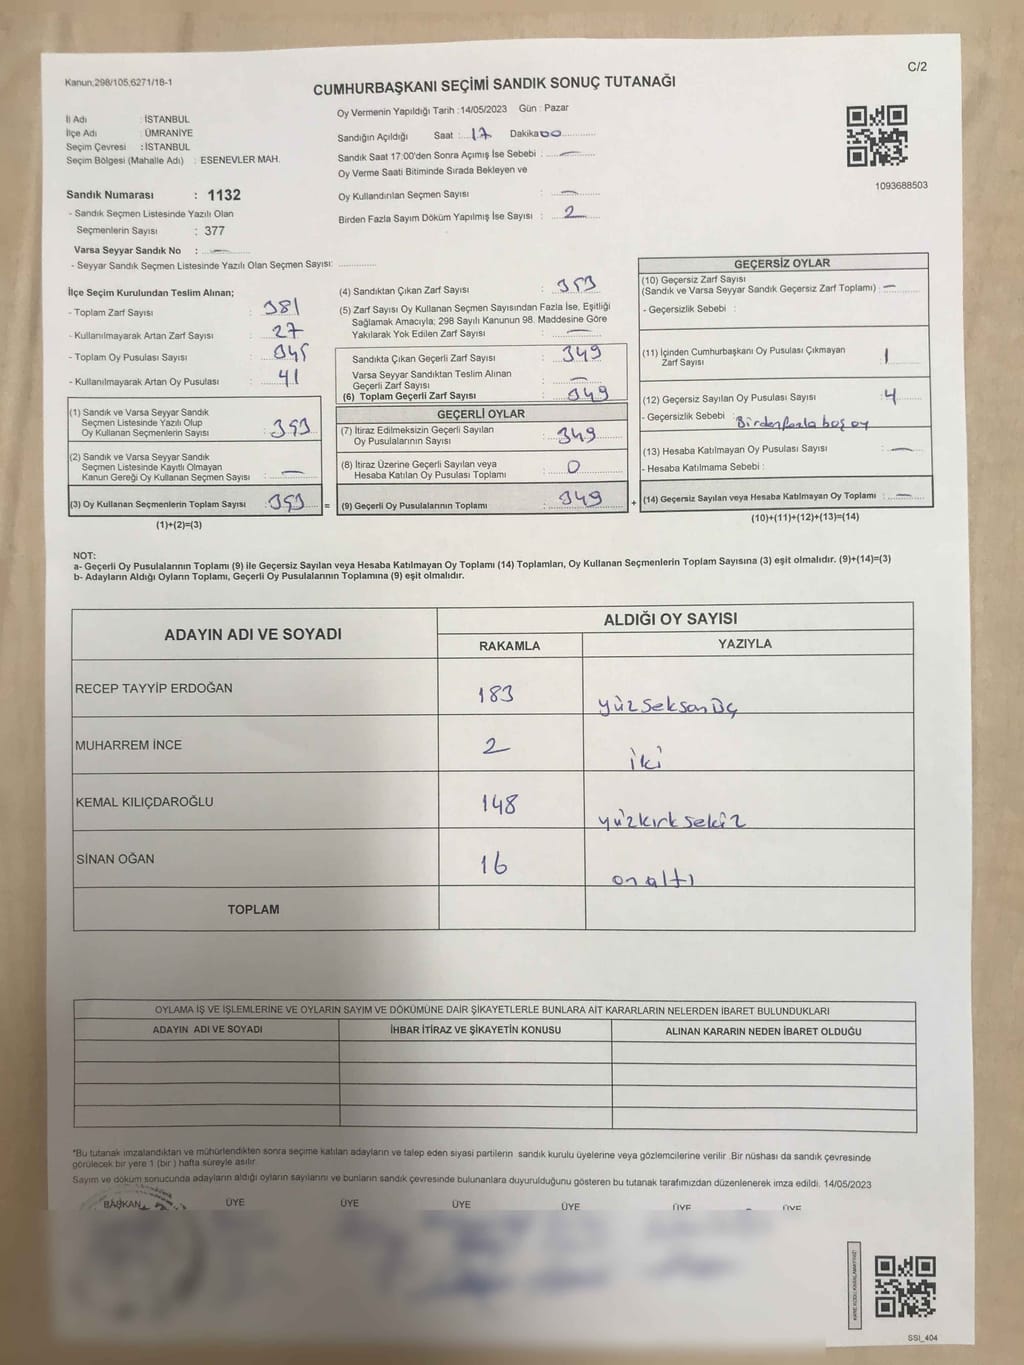 Kanun:298/105,6271/18-1
C/2
CUMHURBAŞKANI SEÇİMİ SANDIK SONUÇ TUTANAĞI
Oy Vermenin Yapıldığı Tarih :14/05/2023 Gün : Pazar
İl Adı : İSTANBUL
İlçe Adı : ÜMRANİYE
Seçim Çevresi : İSTANBUL
Seçim Bölgesi (Mahalle Adı) : ESENEVLER MAH.
Sandık Numarası : 1132
- Sandık Seçmen Listesinde Yazılı Olan
Seçmenlerin Sayısı : 377
Varsa Seyyar Sandık No : —
- Seyyar Sandık Seçmen Listesinde Yazılı Olan Seçmen Sayısı: ...............
Sandığın Açıldığı Saat : 17 Dakika 00
Sandık Saat 17:00'den Sonra Açımış İse Sebebi : —
Oy Verme Saati Bitiminde Sırada Bekleyen ve
Oy Kullandırılan Seçmen Sayısı : —
Birden Fazla Sayım Döküm Yapılmış İse Sayısı : 2
1093688503
İlçe Seçim Kurulundan Teslim Alınan;
- Toplam Zarf Sayısı : 381
- Kullanılmayarak Artan Zarf Sayısı : 27
- Toplam Oy Pusulası Sayısı : 345
- Kullanılmayarak Artan Oy Pusulası : 41
(1) Sandık ve Varsa Seyyar Sandık
Seçmen Listesinde Yazılı Olup
Oy Kullanan Seçmenlerin Sayısı : 353
(2) Sandık ve Varsa Seyyar Sandık
Seçmen Listesinde Kayıtlı Olmayan
Kanun Gereği Oy Kullanan Seçmen Sayısı : —
(3) Oy Kullanan Seçmenlerin Toplam Sayısı : 353
(1)+(2)=(3)
(4) Sandıktan Çıkan Zarf Sayısı : 353
(5) Zarf Sayısı Oy Kullanan Seçmen Sayısından Fazla İse, Eşitliği
Sağlamak Amacıyla; 298 Sayılı Kanunun 98. Maddesine Göre
Yakılarak Yok Edilen Zarf Sayısı : —
Sandıkta Çıkan Geçerli Zarf Sayısı : 349
Varsa Seyyar Sandıktan Teslim Alınan
Geçerli Zarf Sayısı : —
(6) Toplam Geçerli Zarf Sayısı : 349
GEÇERLİ OYLAR
(7) İtiraz Edilmeksizin Geçerli Sayılan
Oy Pusulalarının Sayısı : 349
(8) İtiraz Üzerine Geçerli Sayılan veya
Hesaba Katılan Oy Pusulası Toplamı : 0
= (9) Geçerli Oy Pusulalarının Toplamı : 349
GEÇERSİZ OYLAR
(10) Geçersiz Zarf Sayısı
(Sandık ve Varsa Seyyar Sandık Geçersiz Zarf Toplamı) : —
- Geçersizlik Sebebi :
(11) İçinden Cumhurbaşkanı Oy Pusulası Çıkmayan
Zarf Sayısı : 1
(12) Geçersiz Sayılan Oy Pusulası Sayısı : 4
- Geçersizlik Sebebi : Birden fazla boş oy
(13) Hesaba Katılmayan Oy Pusulası Sayısı : —
- Hesaba Katılmama Sebebi :
+ (14) Geçersiz Sayılan veya Hesaba Katılmayan Oy Toplamı : —
(10)+(11)+(12)+(13)=(14)
NOT:
a- Geçerli Oy Pusulalarının Toplamı (9) ile Geçersiz Sayılan veya Hesaba Katılmayan Oy Toplamı (14) Toplamları, Oy Kullanan Seçmenlerin Toplam Sayısına (3) eşit olmalıdır. (9)+(14)=(3)
b- Adayların Aldığı Oyların Toplamı, Geçerli Oy Pusulalarının Toplamına (9) eşit olmalıdır.
ADAYIN ADI VE SOYADI
ALDIĞI OY SAYISI
RAKAMLA YAZIYLA
RECEP TAYYİP ERDOĞAN 183 yüzseksenüç
MUHARREM İNCE 2 iki
KEMAL KILIÇDAROĞLU 148 yüzkırksekiz
SİNAN OĞAN 16 onaltı
TOPLAM
OYLAMA İŞ VE İŞLEMLERİNE VE OYLARIN SAYIM VE DÖKÜMÜNE DAİR ŞİKAYETLERLE BUNLARA AİT KARARLARIN NELERDEN İBARET BULUNDUKLARI
ADAYIN ADI VE SOYADI İHBAR İTİRAZ VE ŞİKAYETİN KONUSU ALINAN KARARIN NEDEN İBARET OLDUĞU
*Bu tutanak imzalandıktan ve mühürlendikten sonra seçime katılan adayların ve talep eden siyasi partilerin sandık kurulu üyelerine veya gözlemcilerine verilir .Bir nüshası da sandık çevresinde
görülecek bir yere 1 (bir ) hafta süreyle asılır.
Sayım ve döküm sonucunda adayların aldığı oyların sayılarını ve bunların sandık çevresinde bulunanlara duyurulduğunu gösteren bu tutanak tarafımızdan düzenlenerek imza edildi. 14/05/2023
BAŞKAN ÜYE ÜYE ÜYE ÜYE ÜYE ÜYE
SSI_404